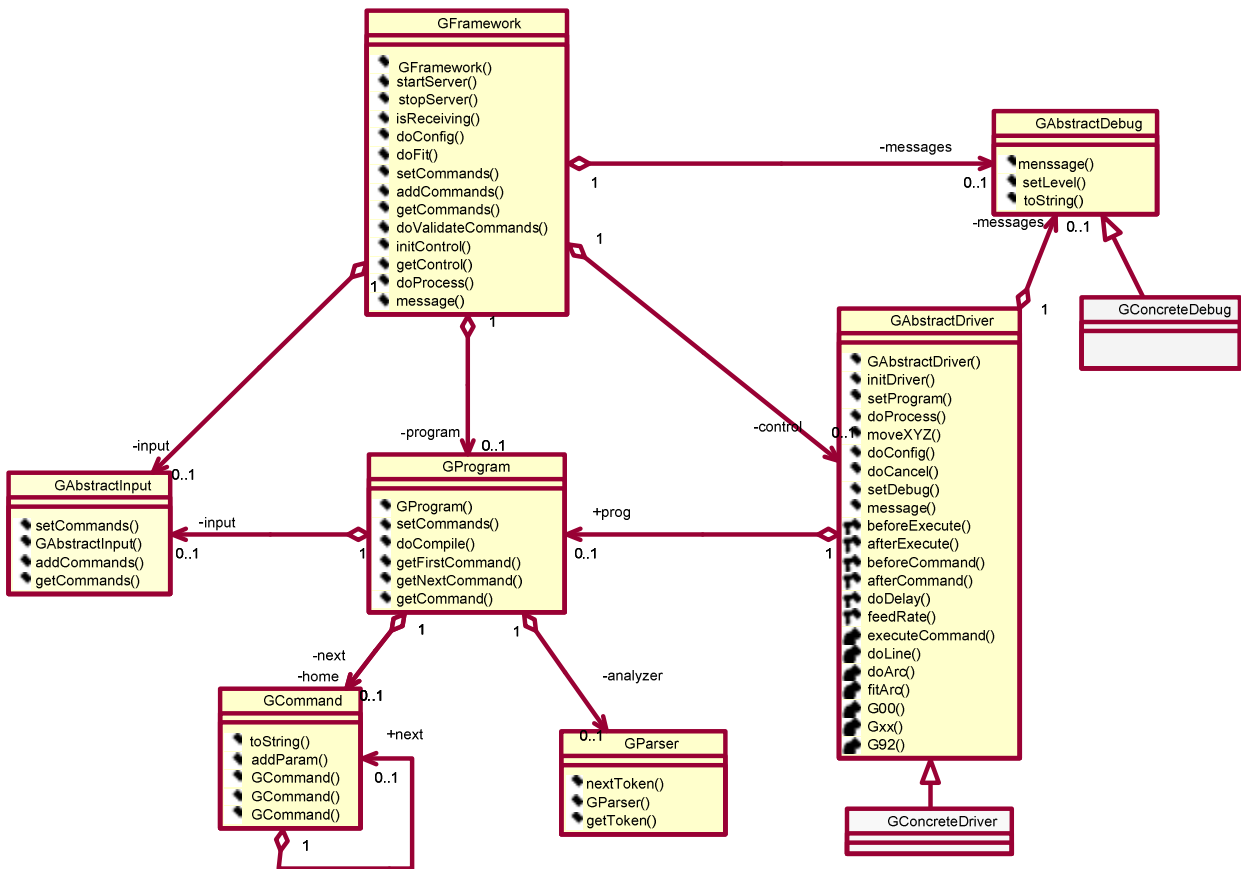 GFramework
GFramework()
startServer()
stopServer()
isReceiving()
doConfig()
doFit()
setCommands()
addCommands()
getCommands()
doValidateCommands()
initControl()
getControl()
doProcess()
message()
1
-messages
0..1
1
-control
0..1
1
-input
0..1
1
-program
0..1
GAbstractDebug
menssage()
setLevel()
toString()
-messages
0..1
1
GConcreteDebug
GAbstractDriver
GAbstractDriver()
initDriver()
setProgram()
doProcess()
moveXYZ()
doConfig()
doCancel()
setDebug()
message()
beforeExecute()
afterExecute()
beforeCommand()
afterCommand()
doDelay()
feedRate()
executeCommand()
doLine()
doArc()
fitArc()
G00()
Gxx()
G92()
GConcreteDriver
+prog
0..1
1
GAbstractInput
setCommands()
GAbstractInput()
addCommands()
getCommands()
-input
0..1
1
GProgram
GProgram()
setCommands()
doCompile()
getFirstCommand()
getNextCommand()
getCommand()
1
-next
-home
0..1
1
-analyzer
0..1
GCommand
toString()
addParam()
GCommand()
GCommand()
GCommand()
+next
0..1
1
GParser
nextToken()
GParser()
getToken()